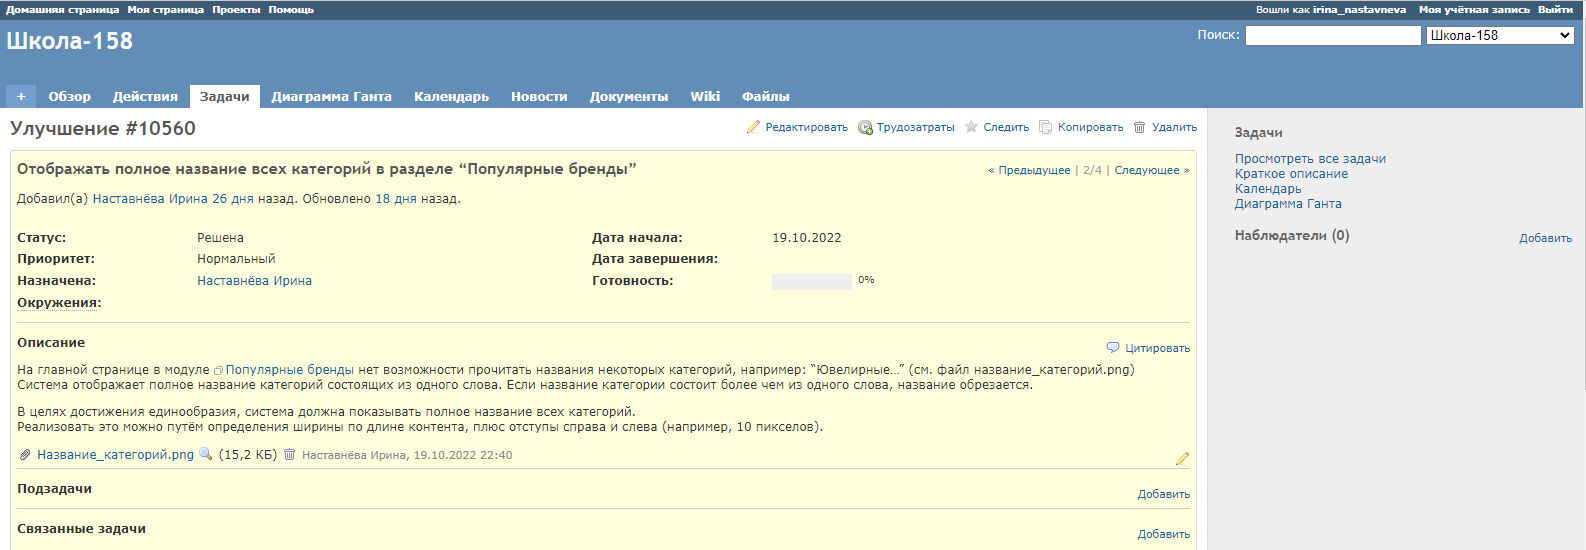 Домашняя страница Моя страница Проекты Помощь Вошли как irina_nastavneva Моя учётная запись Выйти
Школа-158 Поиск: Школа-158
+ Обзор Действия Задачи Диаграмма Ганта Календарь Новости Документы Wiki Файлы
Улучшение #10560 Редактировать Трудозатраты Следить Копировать Удалить
Отображать полное название всех категорий в разделе “Популярные бренды” « Предыдущее | 2/4 | Следующее »
Добавил(а) Наставнёва Ирина 26 дня назад. Обновлено 18 дня назад.
Статус: Решена Дата начала: 19.10.2022
Приоритет: Нормальный Дата завершения:
Назначена: Наставнёва Ирина Готовность: 0%
Окружения:
Описание Цитировать
На главной странице в модуле Популярные бренды нет возможности прочитать названия некоторых категорий, например: “Ювелирные…” (см. файл название_категорий.png)
Система отображает полное название категорий состоящих из одного слова. Если название категории состоит более чем из одного слова, название обрезается.
В целях достижения единообразия, система должна показывать полное название всех категорий.
Реализовать это можно путём определения ширины по длине контента, плюс отступы справа и слева (например, 10 пикселов).
Название_категорий.png (15,2 КБ) Наставнёва Ирина, 19.10.2022 22:40
Подзадачи Добавить
Связанные задачи Добавить
Задачи
Просмотреть все задачи
Краткое описание
Календарь
Диаграмма Ганта
Наблюдатели (0) Добавить